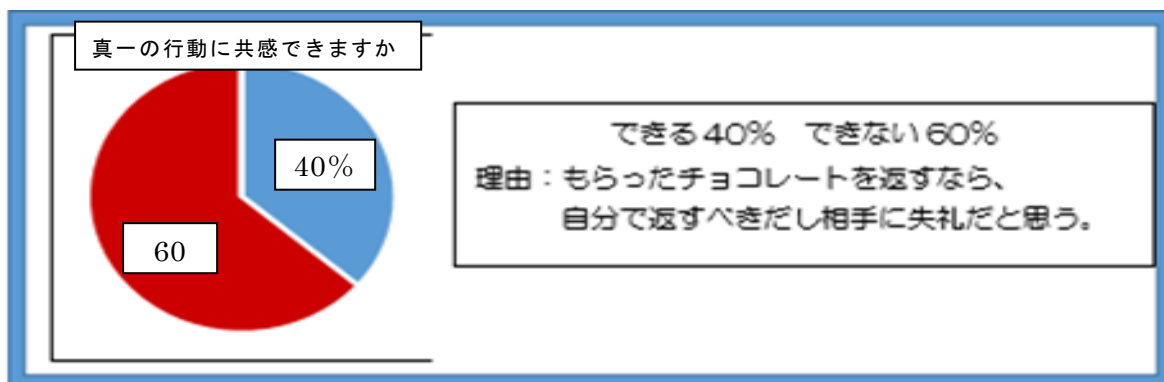 真一の行動に共感できますか
40%
60
できる40%　できない60%
理由：もらったチョコレートを返すなら、
自分で返すべきだし相手に失礼だと思う。